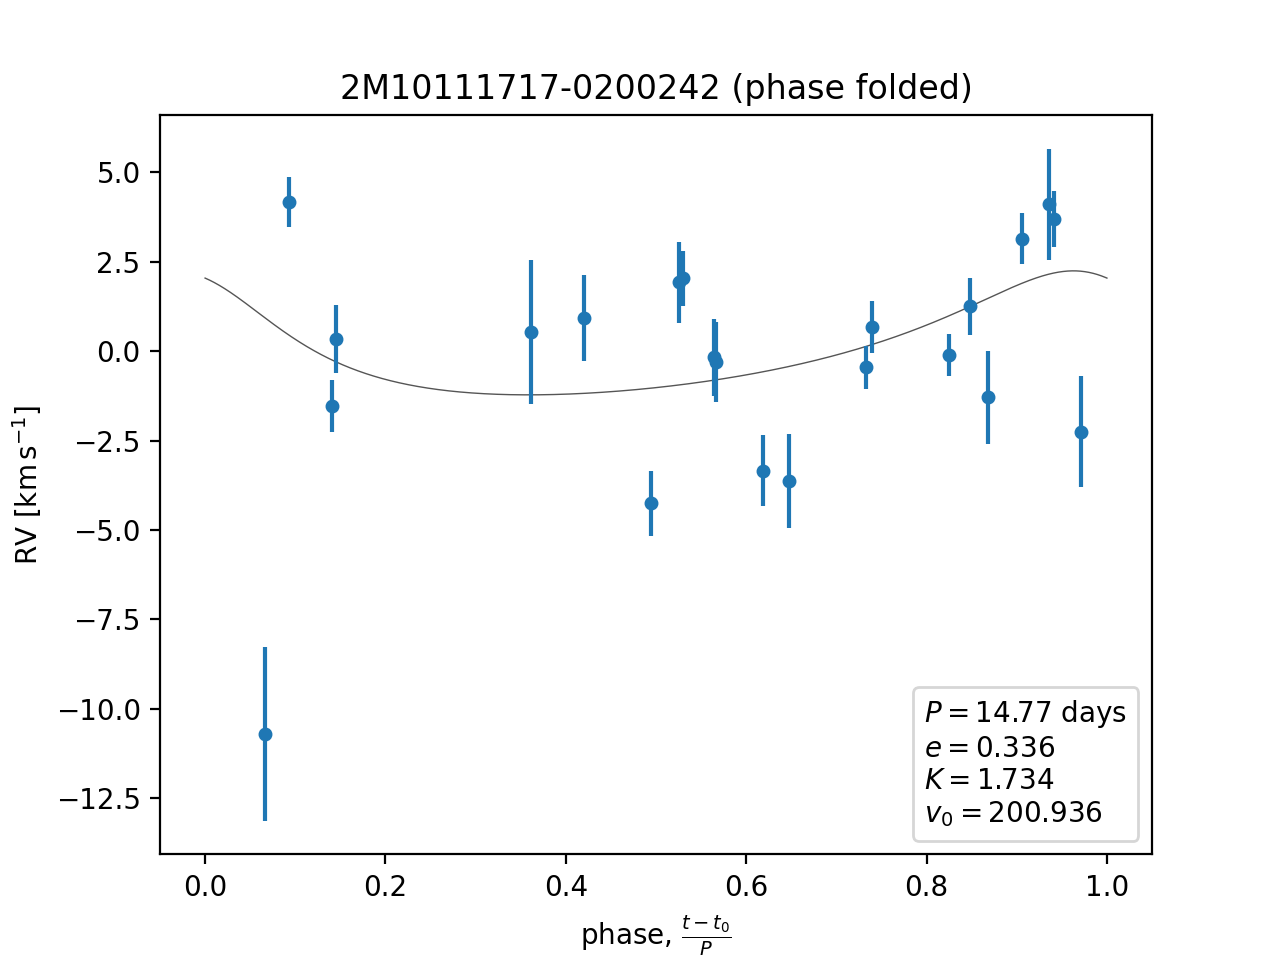 2M10111717-0200242 (phase folded)
5.0
2.5
0.0
−2.5
−5.0
−7.5
−10.0
−12.5
RV [km s⁻¹]
P = 14.77 days
e = 0.336
K = 1.734
v₀ = 200.936
0.0 0.2 0.4 0.6 0.8 1.0
phase, (t − t₀)/P